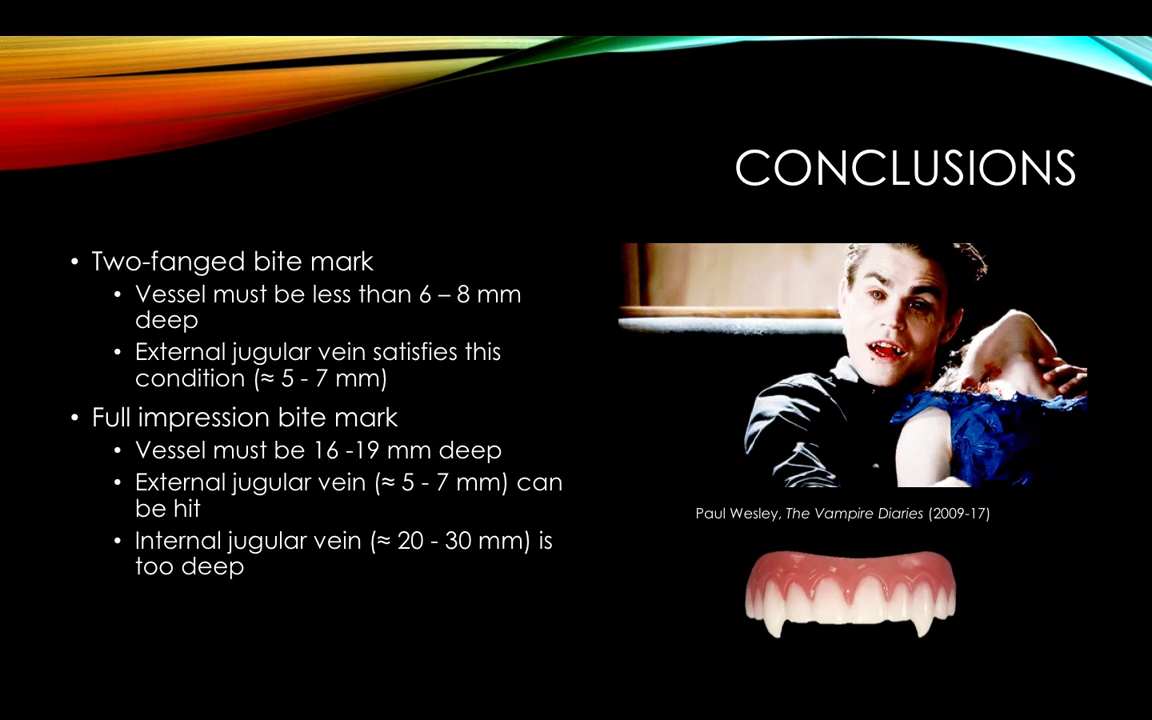 CONCLUSIONS
• Two-fanged bite mark
• Vessel must be less than 6 – 8 mm
deep
• External jugular vein satisfies this
condition (≈ 5 - 7 mm)
• Full impression bite mark
• Vessel must be 16 -19 mm deep
• External jugular vein (≈ 5 - 7 mm) can
be hit
• Internal jugular vein (≈ 20 - 30 mm) is
too deep
Paul Wesley, The Vampire Diaries (2009-17)